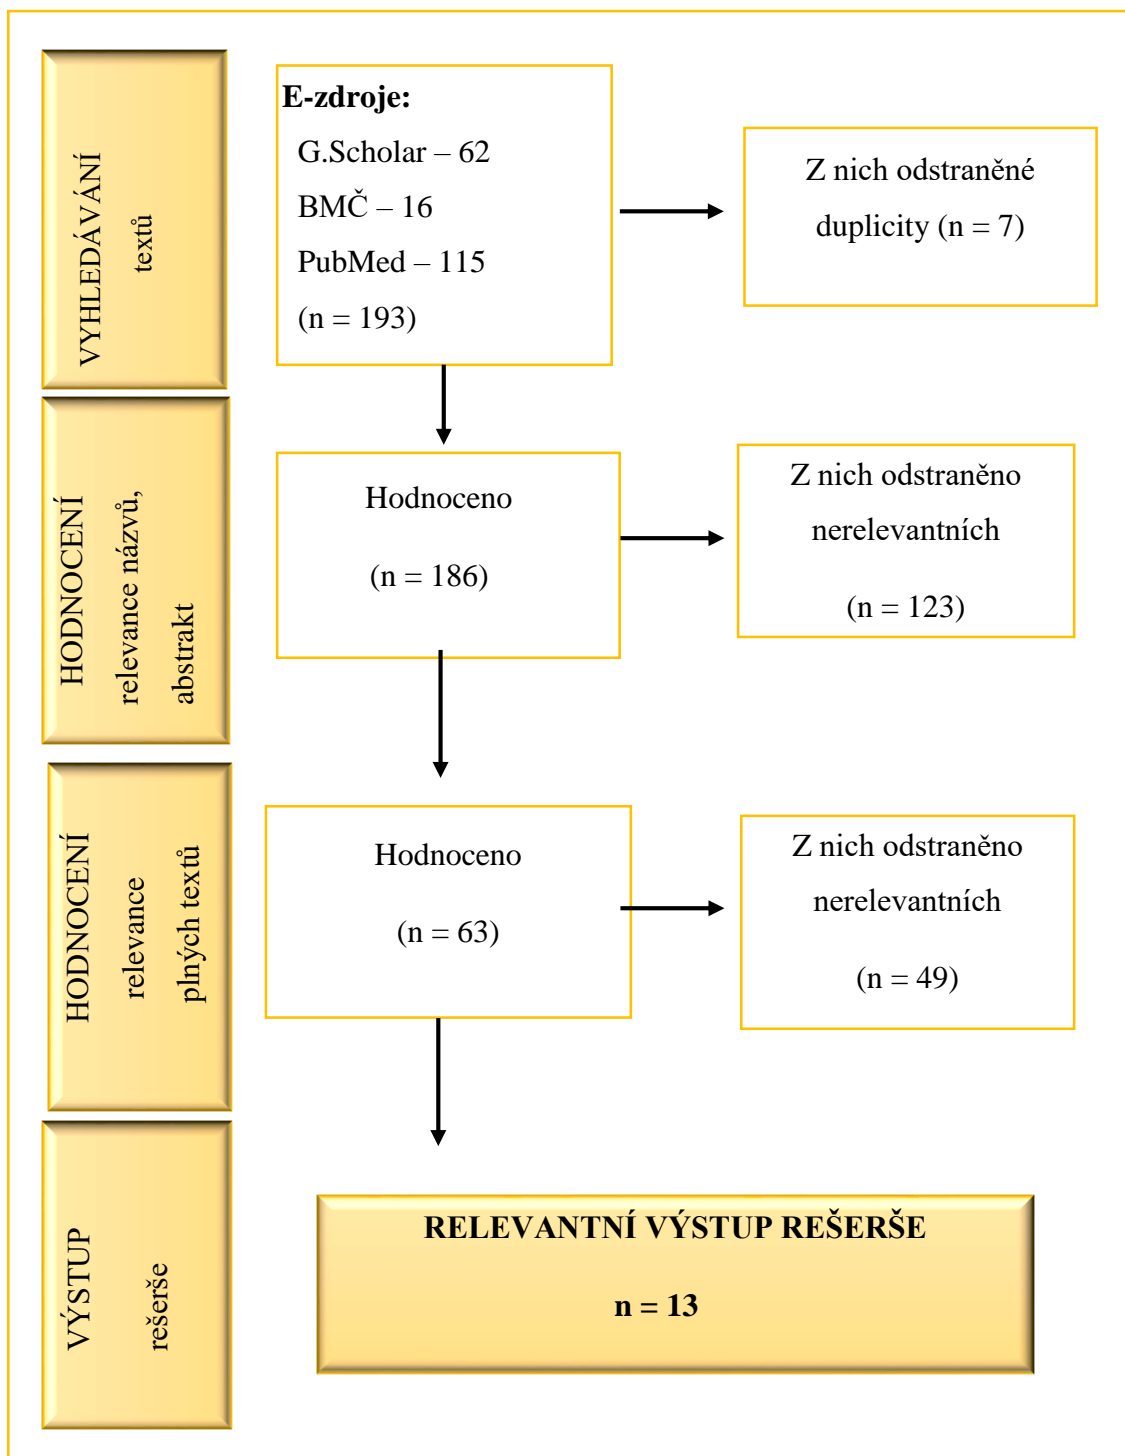 VYHLEDÁVÁNÍ
textů
E-zdroje:
G.Scholar – 62
BMČ – 16
PubMed – 115
(n = 193)
Z nich odstraněné
duplicity (n = 7)
HODNOCENÍ
relevance názvů,
abstrakt
Hodnoceno
(n = 186)
Z nich odstraněno
nerelevantních
(n = 123)
HODNOCENÍ
relevance
plných textů
Hodnoceno
(n = 63)
Z nich odstraněno
nerelevantních
(n = 49)
VÝSTUP
rešerše
RELEVANTNÍ VÝSTUP REŠERŠE
n = 13